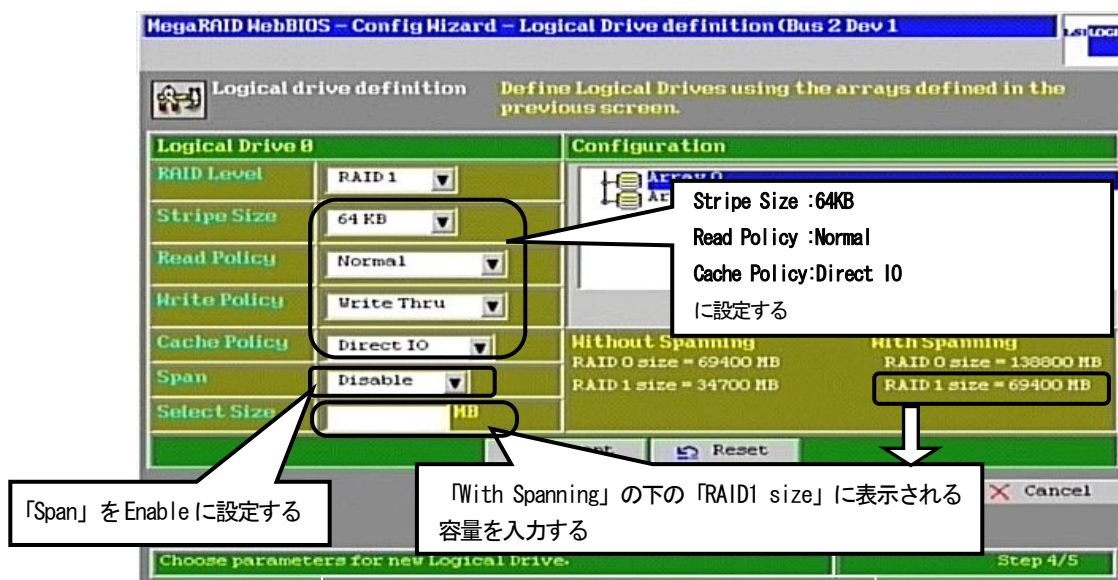 MegaRAID WebBIOS - Config Wizard - Logical Drive definition (Bus 2 Dev 1
LSI LOGI
Logical drive definition
Define Logical Drives using the arrays defined in the
previous screen.
Logical Drive 0
Configuration
RAID Level
RAID 1
Array 0
Ar
Stripe Size
64 KB
Read Policy
Normal
Write Policy
Write Thru
Cache Policy
Direct IO
Span
Disable
Select Size
MB
Stripe Size :64KB
Read Policy :Normal
Cache Policy:Direct IO
に設定する
Without Spanning
RAID 0 size = 69400 MB
RAID 1 size = 34700 MB
With Spanning
RAID 0 size = 138800 MB
RAID 1 size = 69400 MB
Reset
「Span」をEnableに設定する
「With Spanning」の下の「RAID1 size」に表示される
容量を入力する
Cancel
Choose parameters for new Logical Drive.
Step 4/5